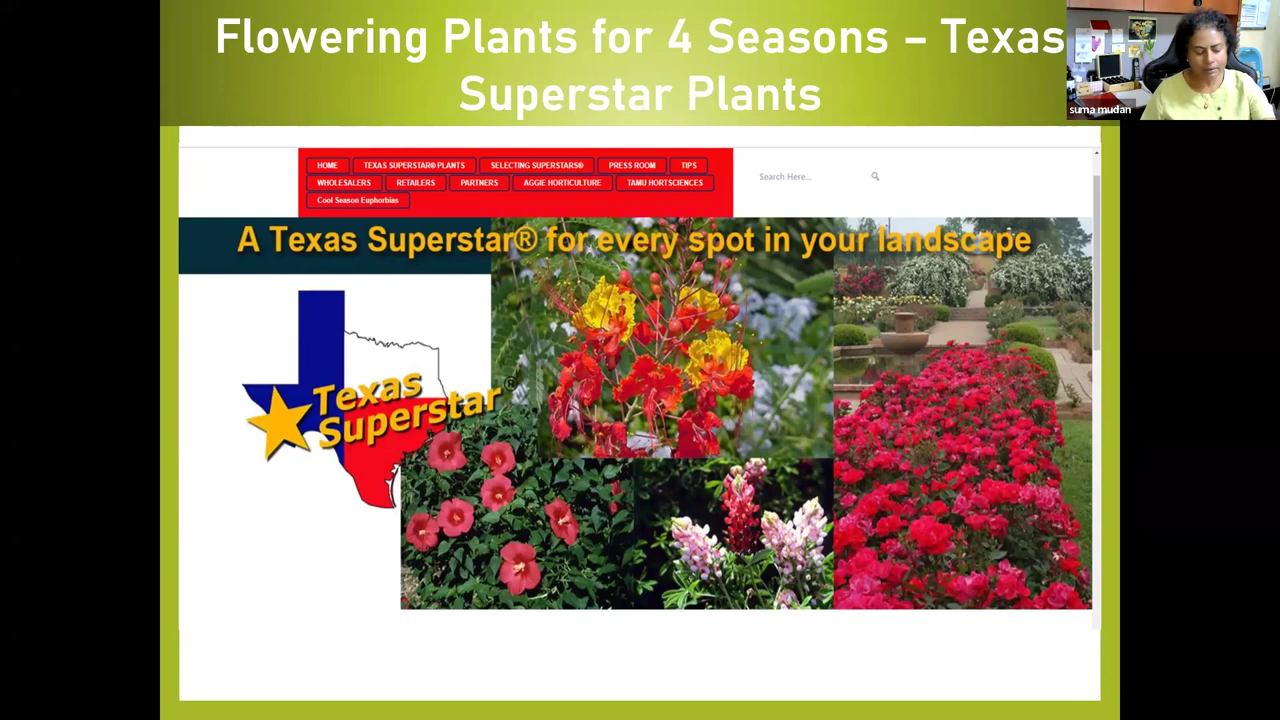 Flowering Plants for 4 Seasons – Texas
Superstar Plants
suma mudan
HOME TEXAS SUPERSTAR® PLANTS SELECTING SUPERSTARS® PRESS ROOM TIPS
WHOLESALERS RETAILERS PARTNERS AGGIE HORTICULTURE TAMU HORTSCIENCES
Cool Season Euphorbias
Search Here...
A Texas Superstar® for every spot in your landscape
Texas
Superstar®